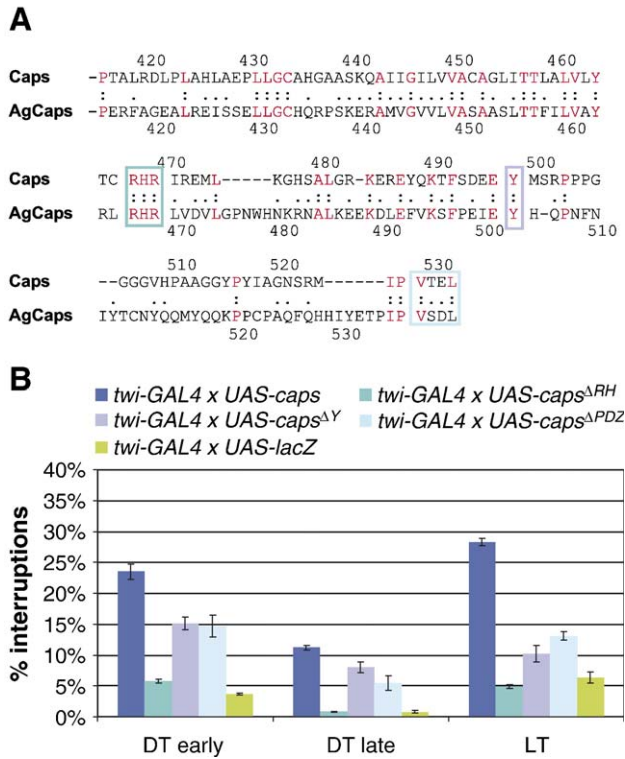 A
420 430 440 450 460
Caps -PTALRDLPLAHLAEPLLGCAHGAASKQAIIGILVVACAGLITTLALVLY
AgCaps -PERFAGEALREISSELLGCHQRPSKERAMVGVVLVASAASLTTFILVAY
420 430 440 450 460
470 480 490 500
Caps TC RHR IREML-----KGHSALGR-KEREYQKTFSDEE Y MSRPPPG
AgCaps RL RHR LVDVLGPNWHNKRNALKEEKDLEFVKSFPEIE Y H-QPNFN
470 480 490 500 510
510 520 530
Caps --GGGVHPAAGGYPYIAGNSRM-----IP VTEL
AgCaps IYTCNYQQMYQQKPPCPAQFQHHIYETPIP VSDL
520 530
B
twi-GAL4 x UAS-caps twi-GAL4 x UAS-caps^ΔRH
twi-GAL4 x UAS-caps^ΔY twi-GAL4 x UAS-caps^ΔPDZ
twi-GAL4 x UAS-lacZ
% interruptions
40%
35%
30%
25%
20%
15%
10%
5%
0%
DT early DT late LT